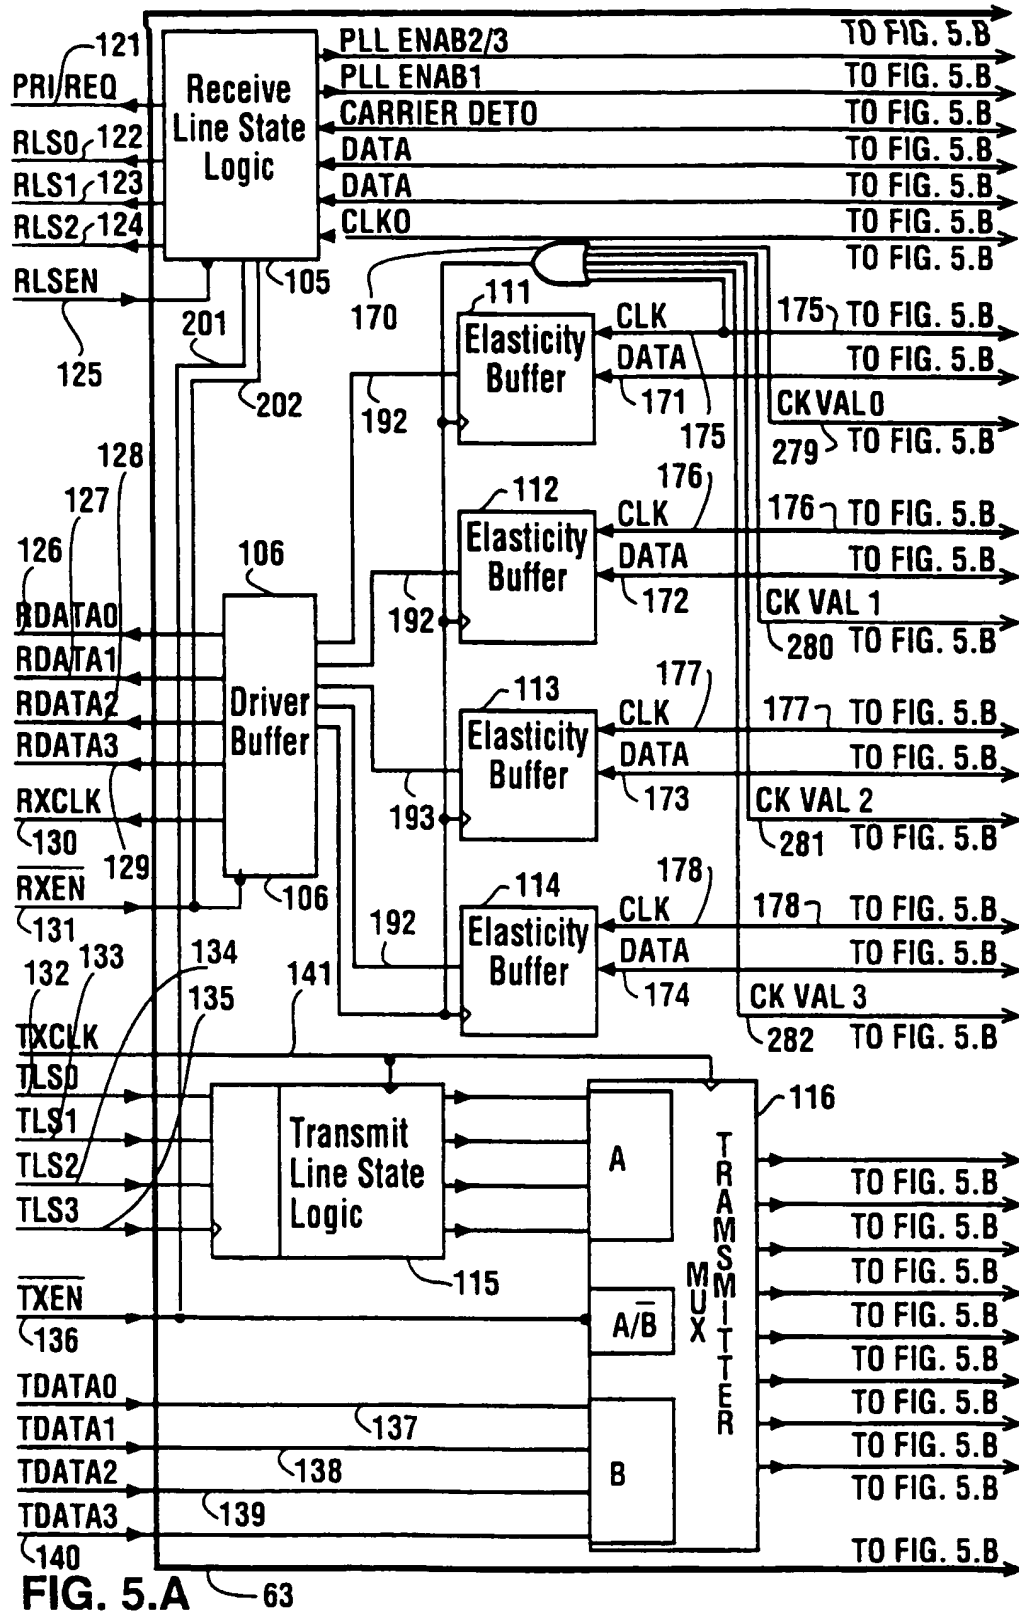 TO FIG. 5.B
121
PLL ENAB2/3
TO FIG. 5.B
PRI/REQ
Receive
Line State
Logic
PLL ENAB1
TO FIG. 5.B
CARRIER DET0
TO FIG. 5.B
RLS0
122
DATA
TO FIG. 5.B
RLS1
123
DATA
TO FIG. 5.B
RLS2
124
CLK0
TO FIG. 5.B
RLSEN
105
125
201
202
170
111
Elasticity
Buffer
CLK
175
TO FIG. 5.B
DATA
TO FIG. 5.B
192
171
175
CK VAL 0
279
TO FIG. 5.B
128
127
126
112
Elasticity
Buffer
CLK
176
176
TO FIG. 5.B
DATA
TO FIG. 5.B
192
172
CK VAL 1
280
TO FIG. 5.B
106
RDATA0
RDATA1
RDATA2
RDATA3
Driver
Buffer
RXCLK
130
129
RXEN
131
106
113
Elasticity
Buffer
CLK
177
177
TO FIG. 5.B
DATA
TO FIG. 5.B
193
173
CK VAL 2
281
TO FIG. 5.B
114
Elasticity
Buffer
CLK
178
178
TO FIG. 5.B
DATA
TO FIG. 5.B
192
174
CK VAL 3
282
TO FIG. 5.B
132
133
134
135
141
TXCLK
TLS0
TLS1
TLS2
TLS3
Transmit
Line State
Logic
115
A
116
TRAMSMITTER
MUX
TO FIG. 5.B
TO FIG. 5.B
TO FIG. 5.B
TO FIG. 5.B
TXEN
136
A/B̅
TO FIG. 5.B
TO FIG. 5.B
TDATA0
137
TO FIG. 5.B
TDATA1
138
B
TDATA2
139
TO FIG. 5.B
TDATA3
140
TO FIG. 5.B
FIG. 5.A
63